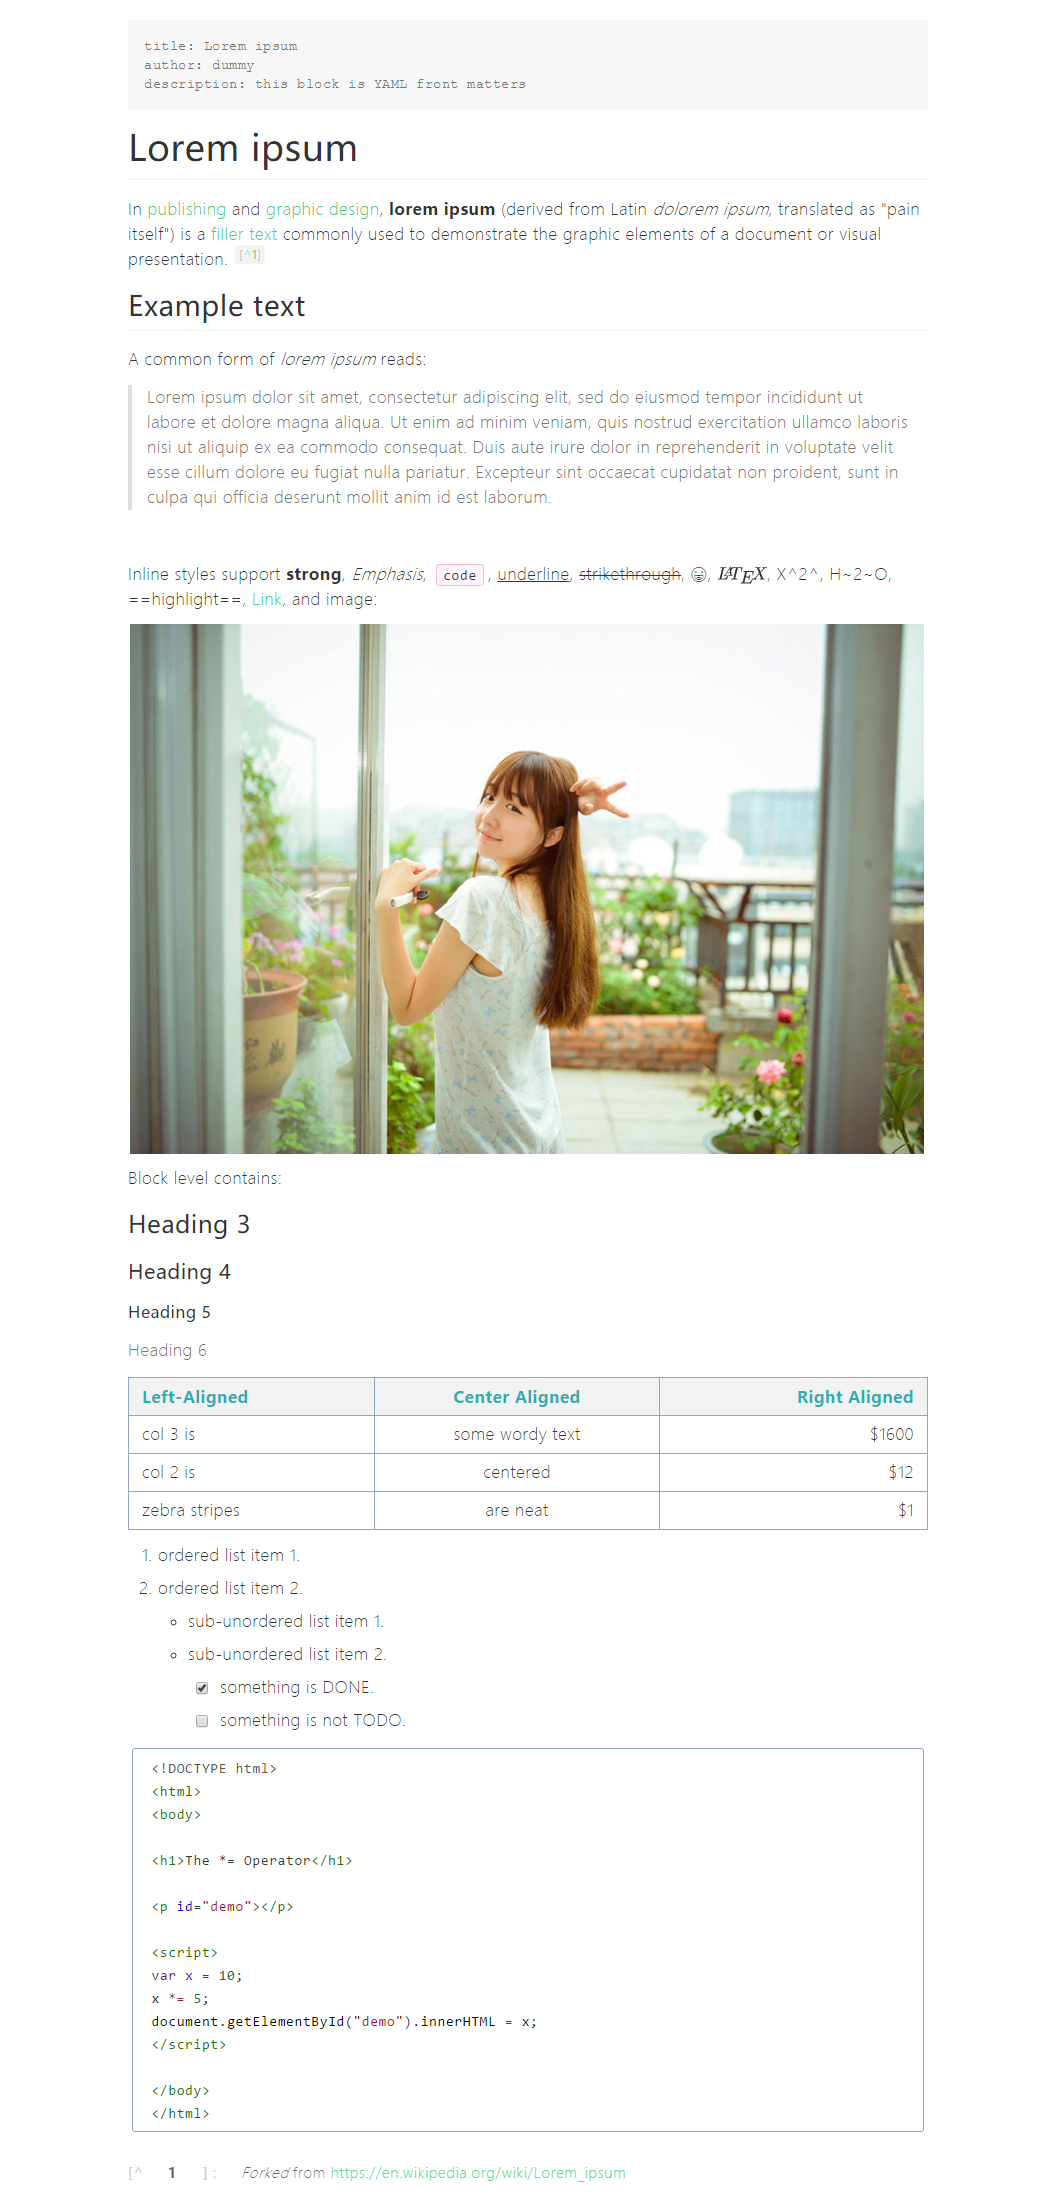 title: Lorem ipsum
author: dummy
description: this block is YAML front matters
Lorem ipsum
In publishing and graphic design, lorem ipsum (derived from Latin dolorem ipsum, translated as "pain
itself") is a filler text commonly used to demonstrate the graphic elements of a document or visual
presentation. [^1]
Example text
A common form of lorem ipsum reads:
Lorem ipsum dolor sit amet, consectetur adipiscing elit, sed do eiusmod tempor incididunt ut
labore et dolore magna aliqua. Ut enim ad minim veniam, quis nostrud exercitation ullamco laboris
nisi ut aliquip ex ea commodo consequat. Duis aute irure dolor in reprehenderit in voluptate velit
esse cillum dolore eu fugiat nulla pariatur. Excepteur sint occaecat cupidatat non proident, sunt in
culpa qui officia deserunt mollit anim id est laborum.
Inline styles support strong, Emphasis, code , underline, strikethrough, 😀, LATEX, X^2^, H~2~O,
==highlight==, Link, and image:
Block level contains:
Heading 3
Heading 4
Heading 5
Heading 6
Left-Aligned Center Aligned Right Aligned
col 3 is some wordy text $1600
col 2 is centered $12
zebra stripes are neat $1
1. ordered list item 1.
2. ordered list item 2.
sub-unordered list item 1.
sub-unordered list item 2.
something is DONE.
something is not TODO.
<!DOCTYPE html>
<html>
<body>
<h1>The *= Operator</h1>
<p id="demo"></p>
<script>
var x = 10;
x *= 5;
document.getElementById("demo").innerHTML = x;
</script>
</body>
</html>
[^ 1 ] : Forked from https://en.wikipedia.org/wiki/Lorem_ipsum